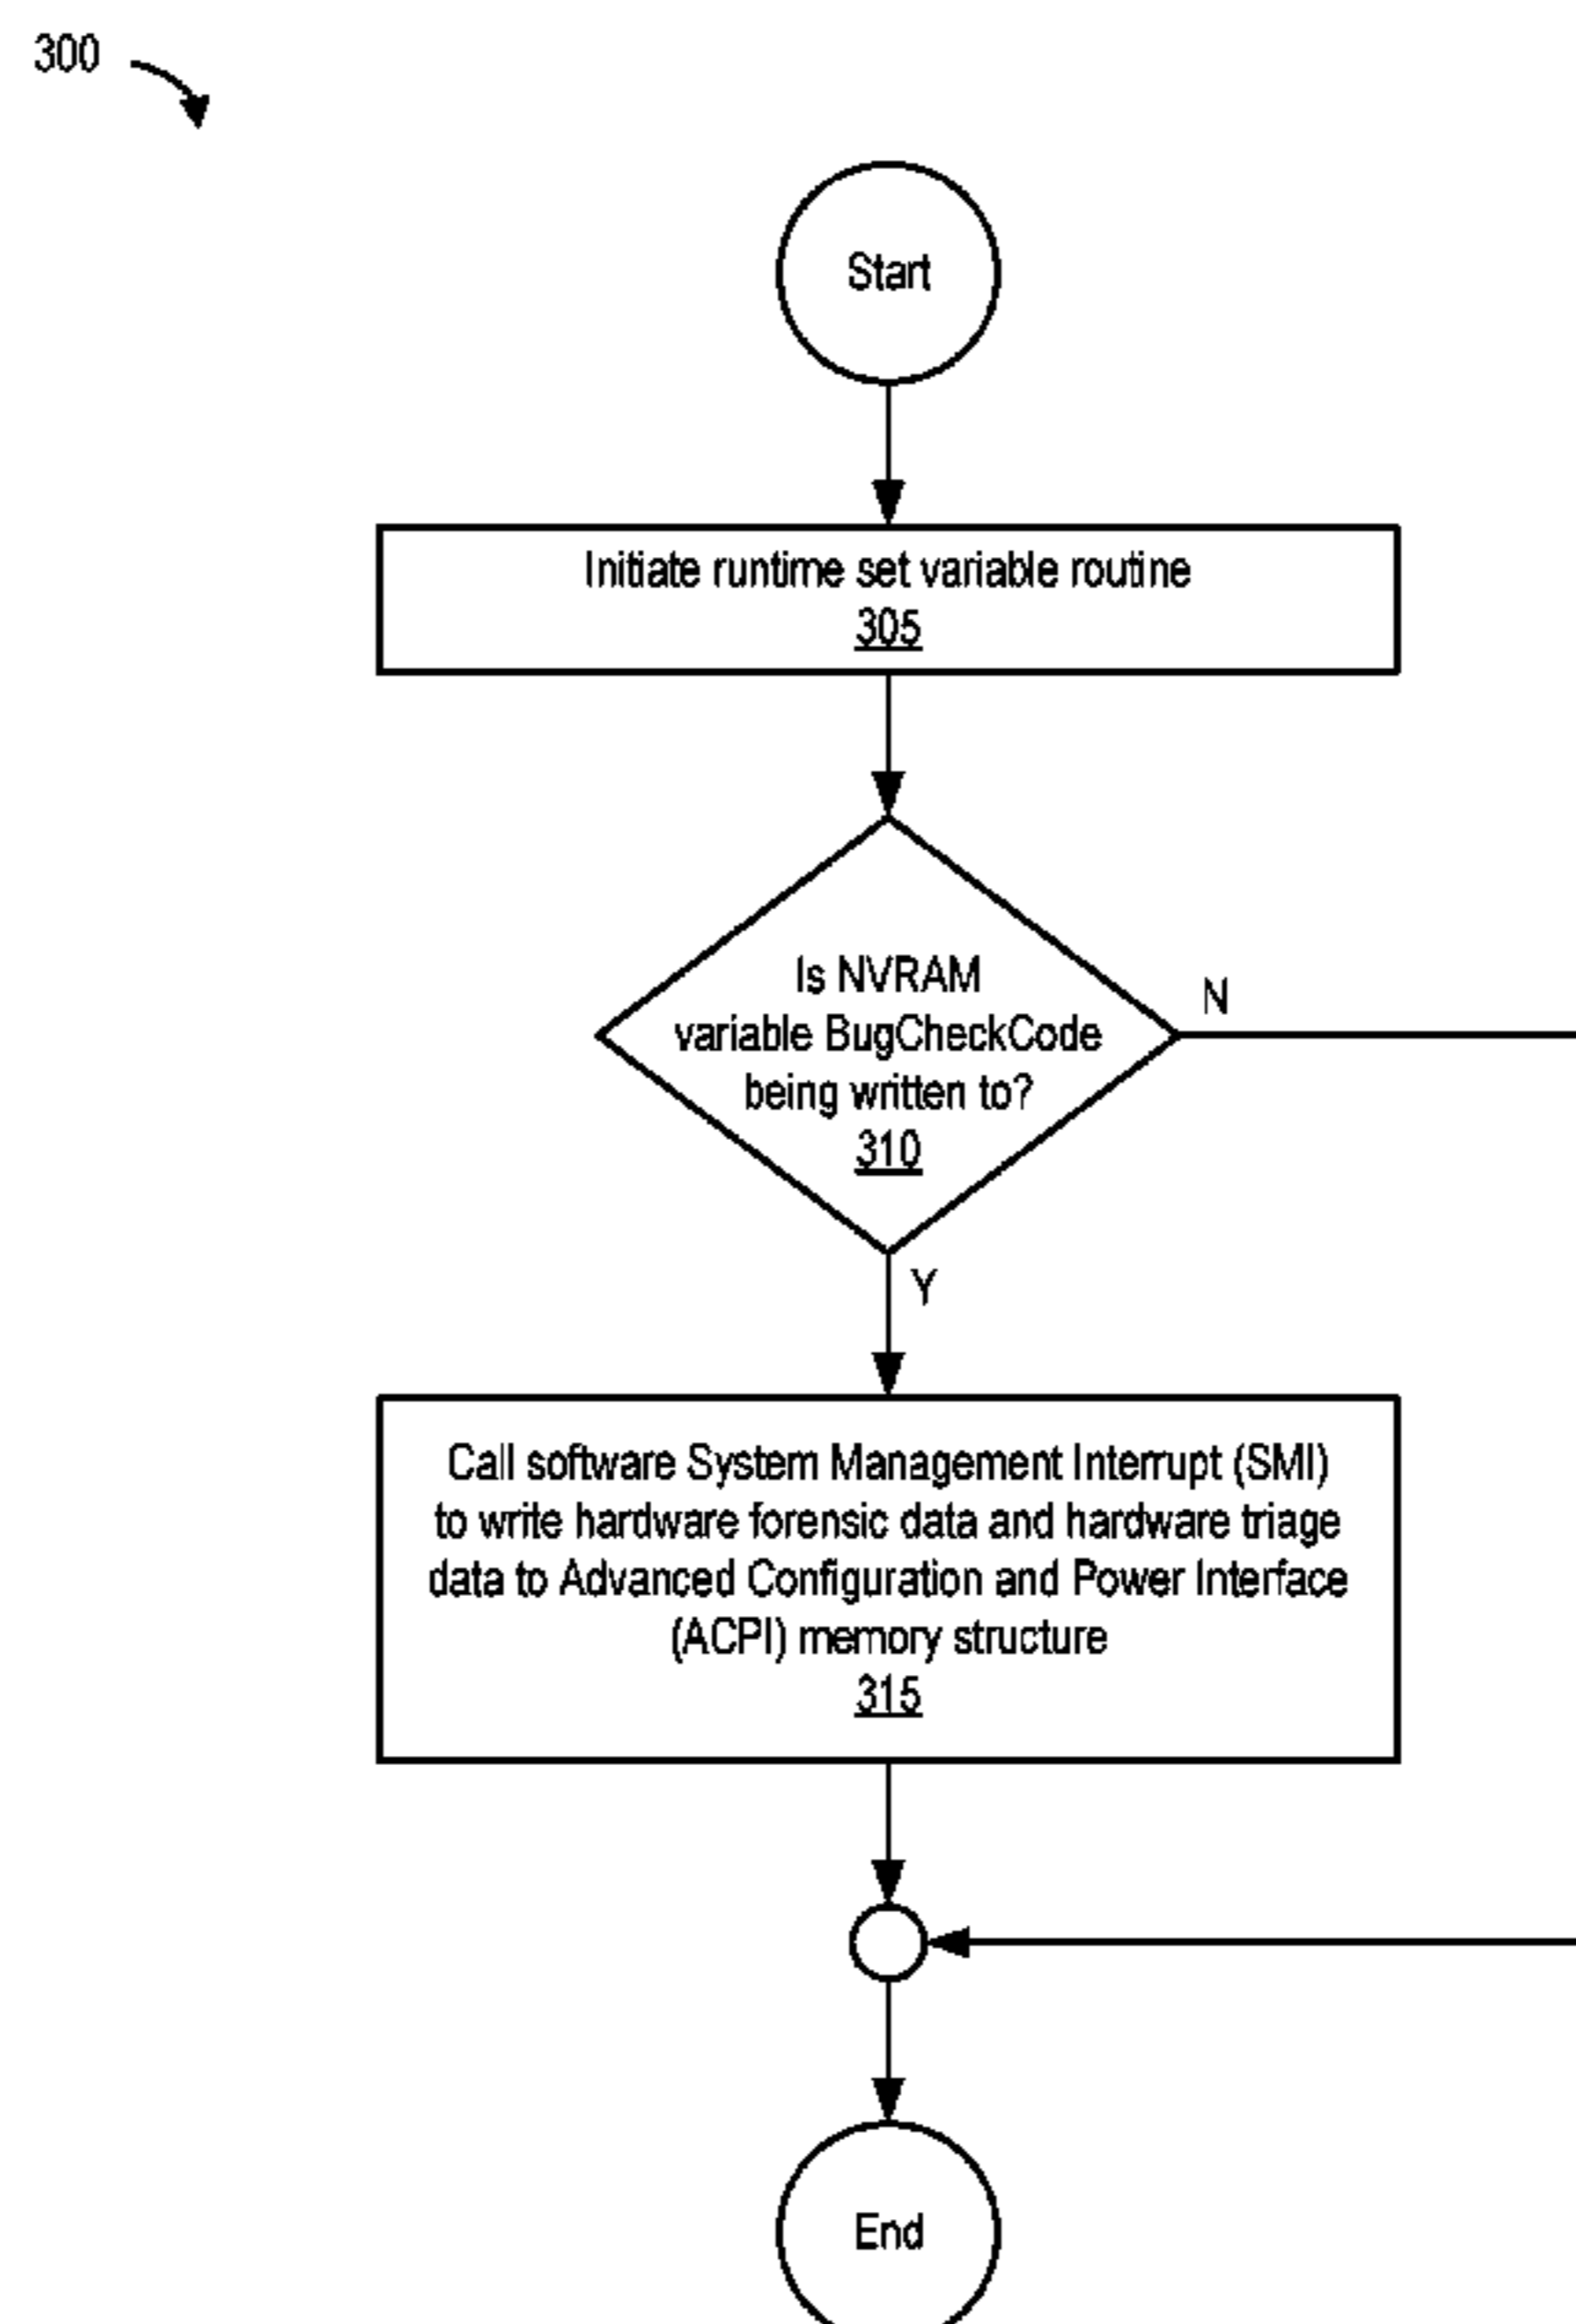 300
Start
Initiate runtime set variable routine
305
Is NVRAM
variable BugCheckCode
being written to?
310
N
Y
Call software System Management Interrupt (SMI)
to write hardware forensic data and hardware triage
data to Advanced Configuration and Power Interface
(ACPI) memory structure
315
End